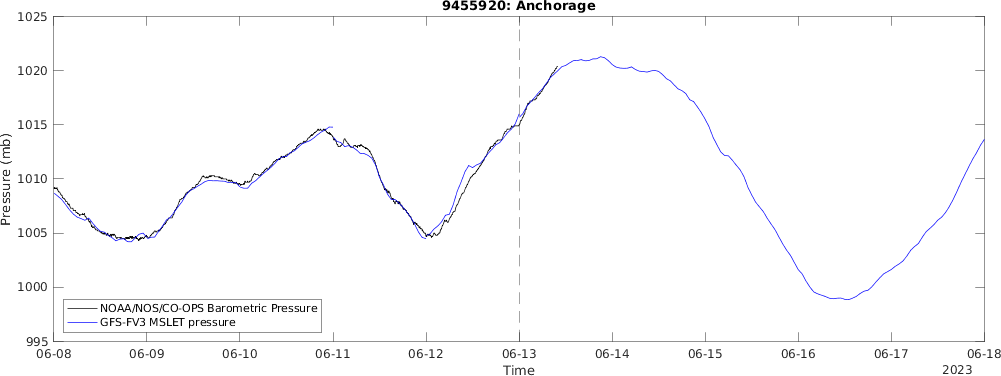 9455920: Anchorage
1025
1020
1015
1010
1005
1000
995
Pressure (mb)
NOAA/NOS/CO-OPS Barometric Pressure
GFS-FV3 MSLET pressure
06-08 06-09 06-10 06-11 06-12 06-13 06-14 06-15 06-16 06-17 06-18
Time
2023